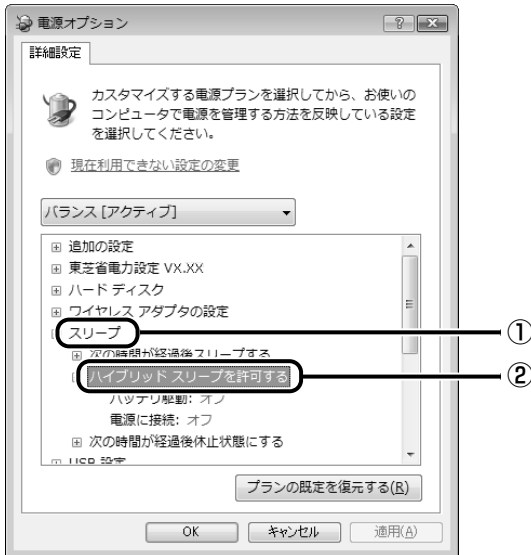 電源オプション
詳細設定
カスタマイズする電源プランを選択してから、お使いの
コンピュータで電源を管理する方法を反映している設定
を選択してください。
現在利用できない設定の変更
バランス [アクティブ]
追加の設定
東芝省電力設定 VX.XX
ハード ディスク
ワイヤレス アダプタの設定
スリープ
①
次の時間が経過後スリープする
ハイブリッド スリープを許可する
②
バッテリ駆動: オフ
電源に接続: オフ
次の時間が経過後休止状態にする
USB 設定
プランの既定を復元する(R)
OK キャンセル 適用(A)